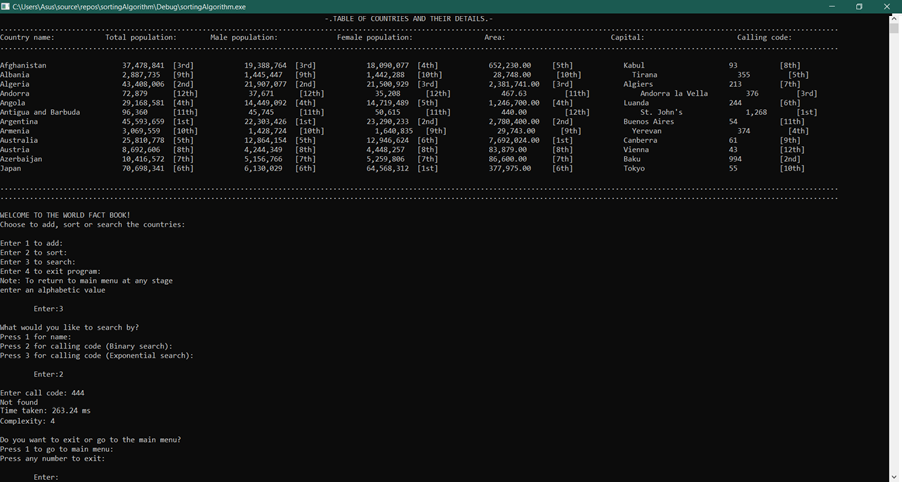 C:\Users\Asus\source\repos\sortingAlgorithm\Debug\sortingAlgorithm.exe
-.TABLE OF COUNTRIES AND THEIR DETAILS.-
Country name: Total population: Male population: Female population: Area: Capital: Calling code:
Afghanistan 37,478,841 [3rd] 19,388,764 [3rd] 18,090,077 [4th] 652,230.00 [5th] Kabul 93 [8th]
Albania 2,887,735 [9th] 1,445,447 [9th] 1,442,288 [10th] 28,748.00 [10th] Tirana 355 [5th]
Algeria 43,408,006 [2nd] 21,907,077 [2nd] 21,500,929 [3rd] 2,381,741.00 [3rd] Algiers 213 [7th]
Andorra 72,879 [12th] 37,671 [12th] 35,208 [12th] 467.63 [11th] Andorra la Vella 376 [3rd]
Angola 29,168,581 [4th] 14,449,092 [4th] 14,719,489 [5th] 1,246,700.00 [4th] Luanda 244 [6th]
Antigua and Barbuda 96,360 [11th] 45,745 [11th] 50,615 [11th] 440.00 [12th] St. John's 1,268 [1st]
Argentina 45,593,659 [1st] 22,303,426 [1st] 23,290,233 [2nd] 2,780,400.00 [2nd] Buenos Aires 54 [11th]
Armenia 3,069,559 [10th] 1,428,724 [10th] 1,640,835 [9th] 29,743.00 [9th] Yerevan 374 [4th]
Australia 25,810,778 [5th] 12,864,154 [5th] 12,946,624 [6th] 7,692,024.00 [1st] Canberra 61 [9th]
Austria 8,692,606 [8th] 4,244,349 [8th] 4,448,257 [8th] 83,879.00 [8th] Vienna 43 [12th]
Azerbaijan 10,416,572 [7th] 5,156,766 [7th] 5,259,806 [7th] 86,600.00 [7th] Baku 994 [2nd]
Japan 70,698,341 [6th] 6,130,029 [6th] 64,568,312 [1st] 377,975.00 [6th] Tokyo 55 [10th]
WELCOME TO THE WORLD FACT BOOK!
Choose to add, sort or search the countries:
Enter 1 to add:
Enter 2 to sort:
Enter 3 to search:
Enter 4 to exit program:
Note: To return to main menu at any stage
enter an alphabetic value
Enter:3
What would you like to search by?
Press 1 for name:
Press 2 for calling code (Binary search):
Press 3 for calling code (Exponential search):
Enter:2
Enter call code: 444
Not found
Time taken: 263.24 ms
Complexity: 4
Do you want to exit or go to the main menu?
Press 1 to go to main menu:
Press any number to exit:
Enter: